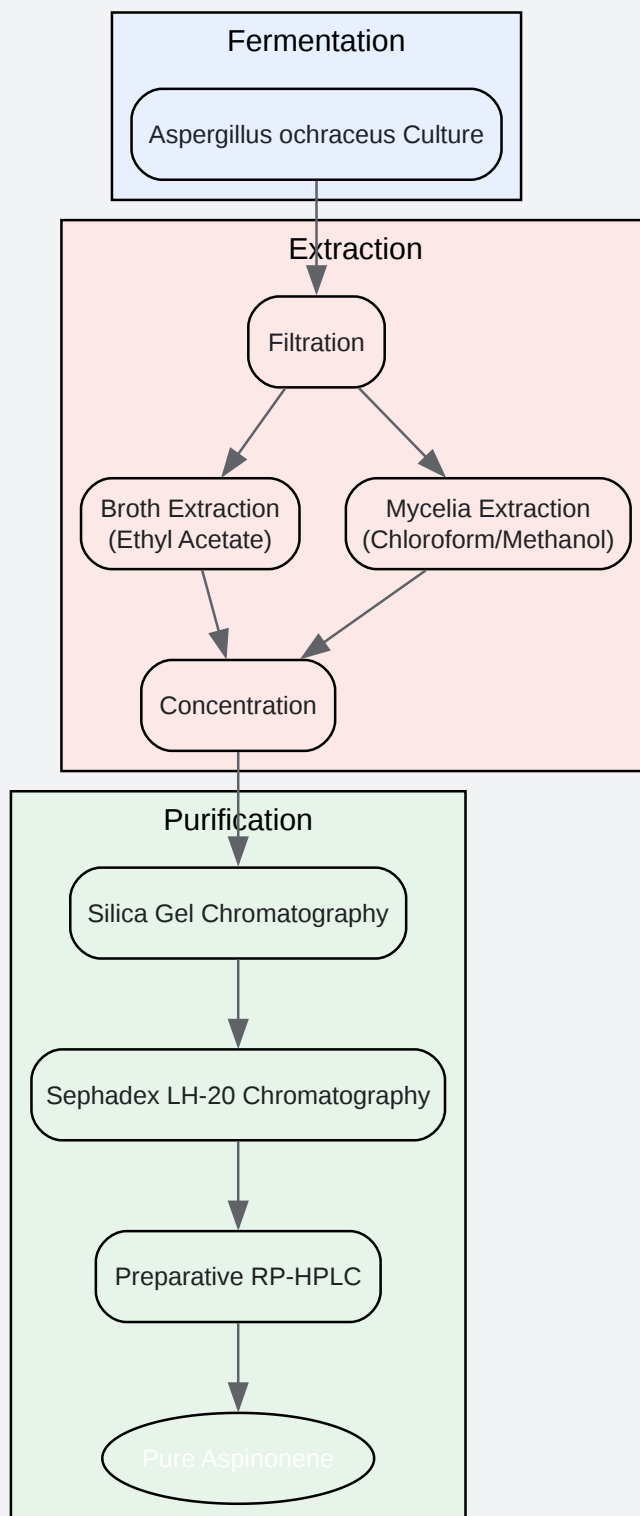 Fermentation
Aspergillus ochraceus Culture
Extraction
Filtration
Broth Extraction
(Ethyl Acetate)
Mycelia Extraction
(Chloroform/Methanol)
Concentration
Purification
Silica Gel Chromatography
Sephadex LH-20 Chromatography
Preparative RP-HPLC
Pure Aspinonene